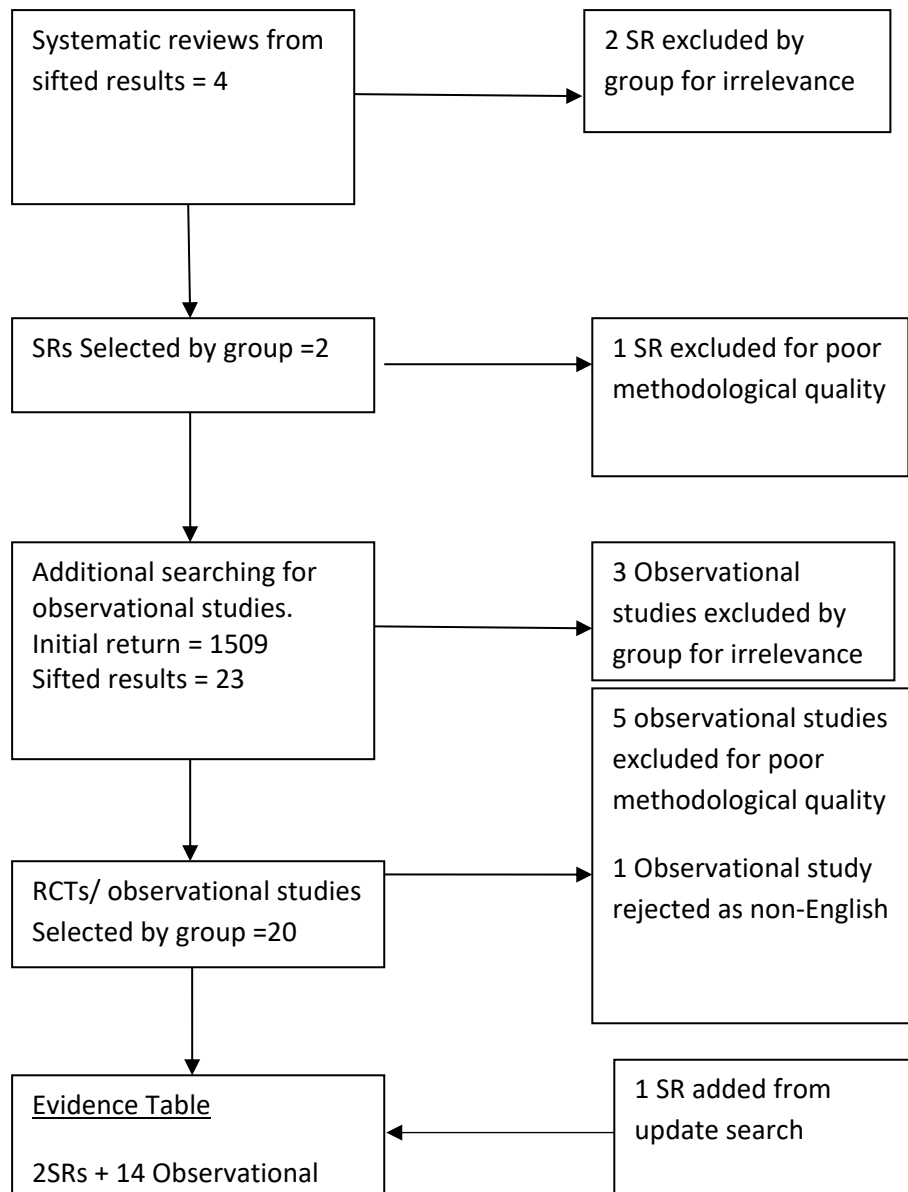 Systematic reviews from
sifted results = 4
2 SR excluded by
group for irrelevance
SRs Selected by group =2
1 SR excluded for poor
methodological quality
Additional searching for
observational studies.
Initial return = 1509
Sifted results = 23
3 Observational
studies excluded by
group for irrelevance
5 observational studies
excluded for poor
methodological quality
1 Observational study
rejected as non-English
RCTs/ observational studies
Selected by group =20
Evidence Table
2SRs + 14 Observational
1 SR added from
update search